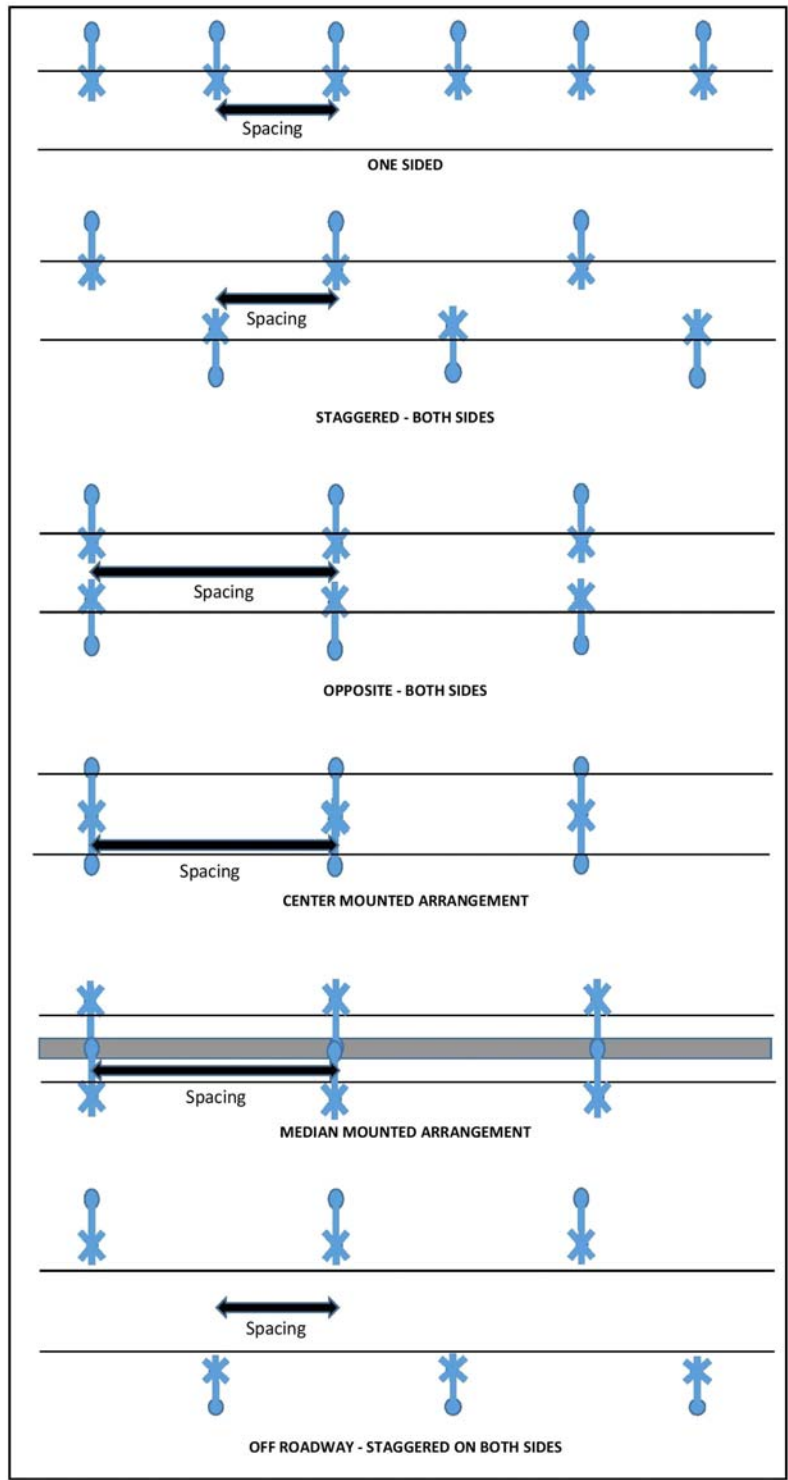 Spacing
ONE SIDED
Spacing
STAGGERED - BOTH SIDES
Spacing
OPPOSITE - BOTH SIDES
Spacing
CENTER MOUNTED ARRANGEMENT
Spacing
MEDIAN MOUNTED ARRANGEMENT
Spacing
OFF ROADWAY - STAGGERED ON BOTH SIDES